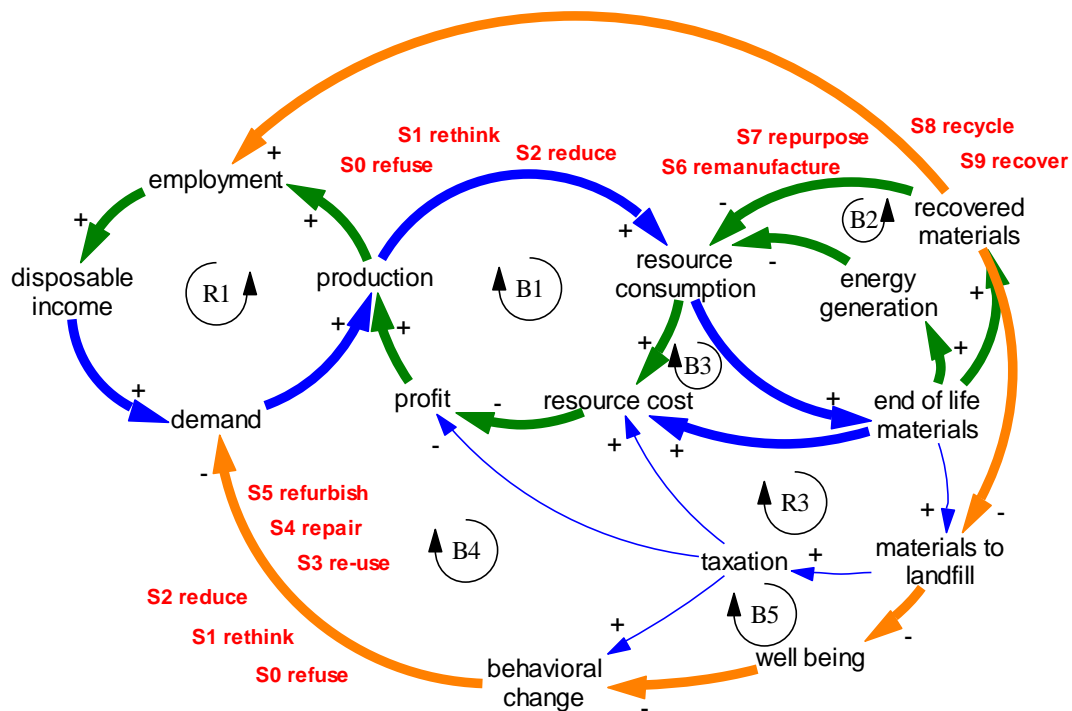 S1 rethink
S0 refuse
S2 reduce
S7 repurpose
S6 remanufacture
S8 recycle
S9 recover
+
employment
+
+
disposable
income
R1
production
+
+
B1
+
resource
consumption
-
-
B2
recovered
materials
energy
generation
+
+
+
demand
-
profit
-
-
resource cost
+
B3
+
+
+
end of life
materials
S5 refurbish
S4 repair
S3 re-use
B4
R3
+
-
taxation
+
materials to
landfill
S2 reduce
S1 rethink
S0 refuse
+
B5
-
well being
behavioral
change
-